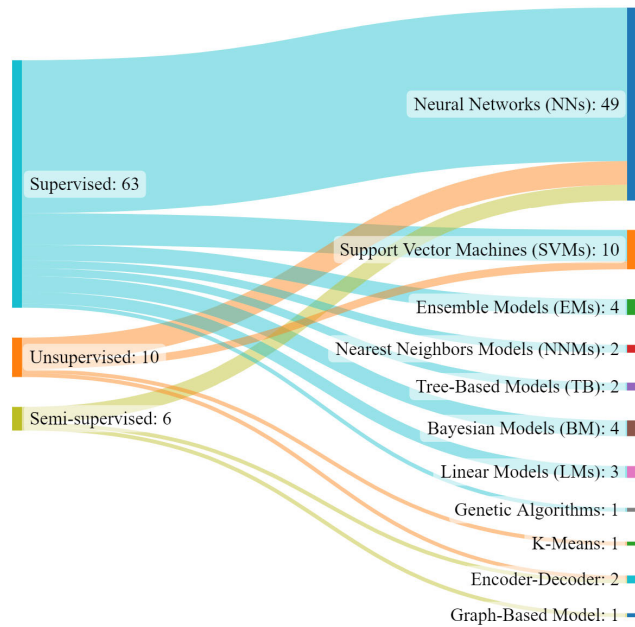 Neural Networks (NNs): 49
Supervised: 63
Support Vector Machines (SVMs): 10
Ensemble Models (EMs): 4
Nearest Neighbors Models (NNMs): 2
Unsupervised: 10
Tree-Based Models (TB): 2
Semi-supervised: 6
Bayesian Models (BM): 4
Linear Models (LMs): 3
Genetic Algorithms: 1
K-Means: 1
Encoder-Decoder: 2
Graph-Based Model: 1